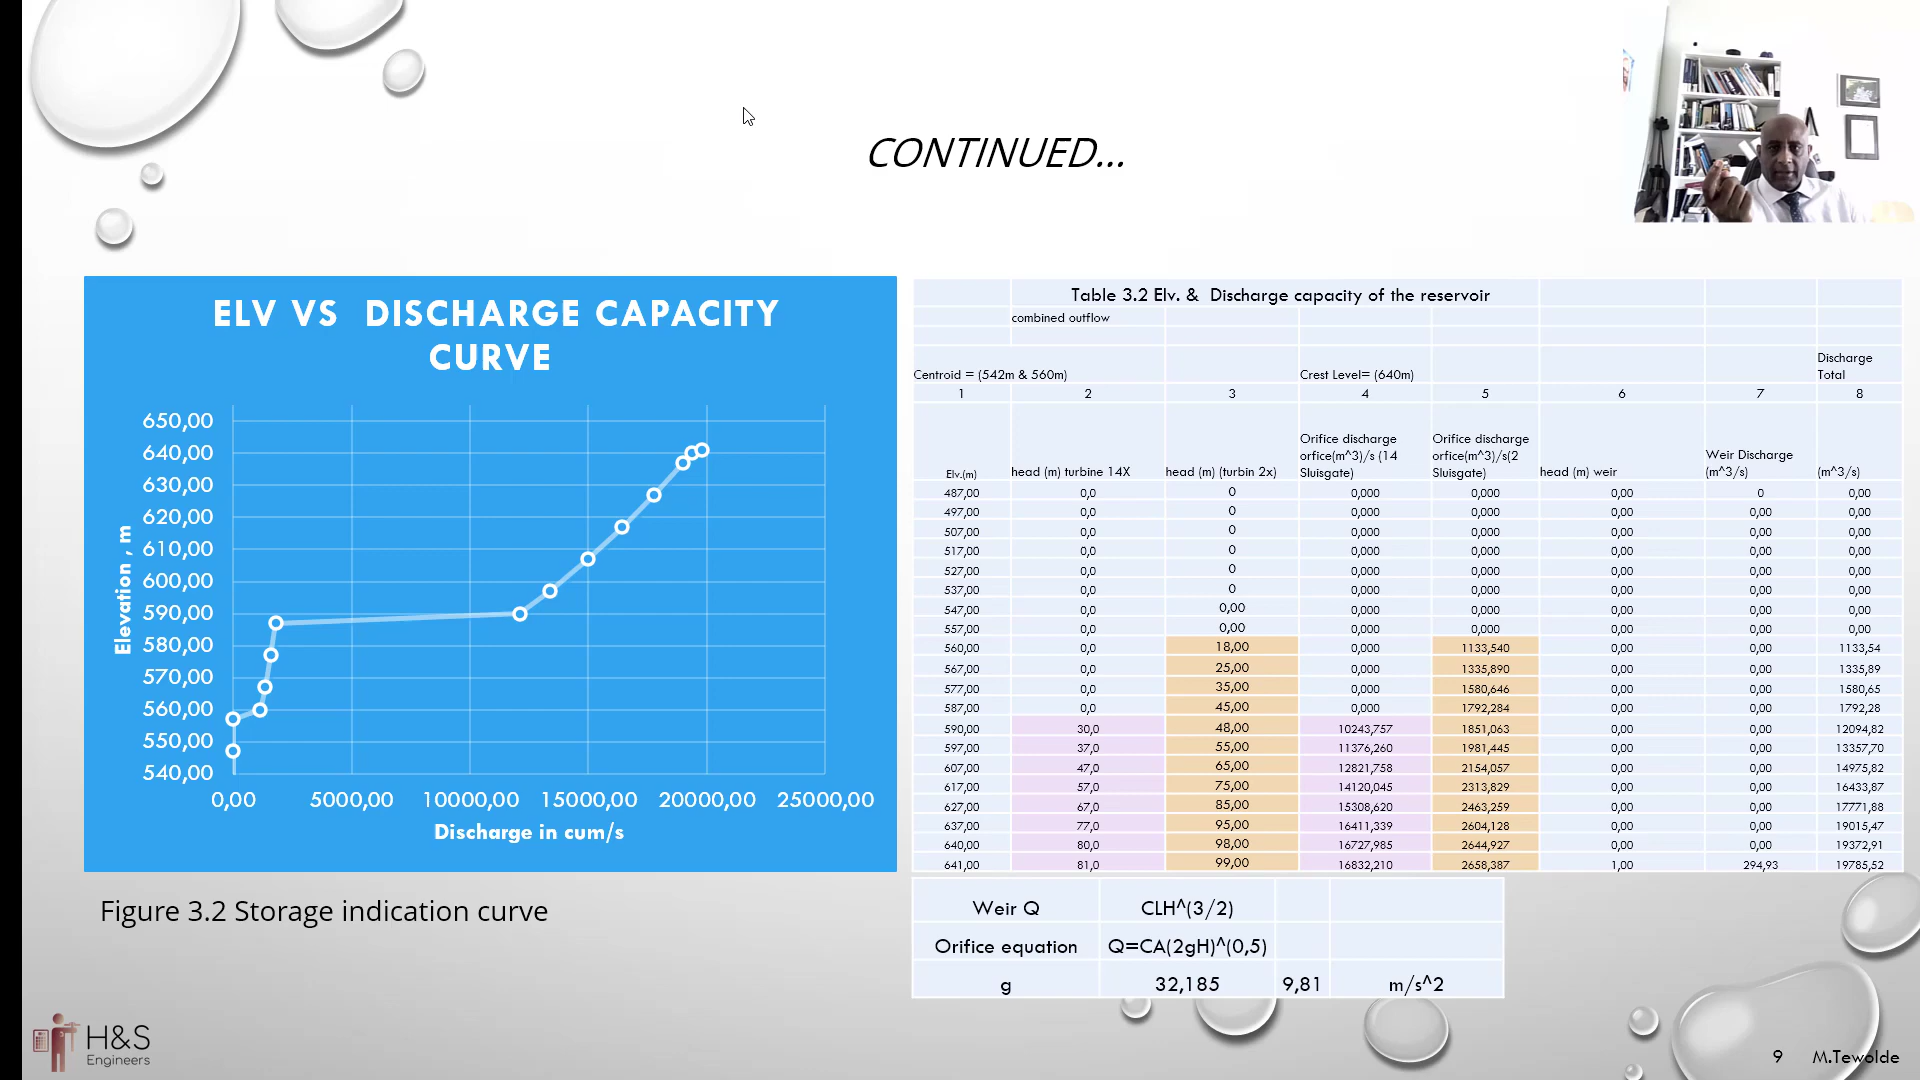 CONTINUED...
ELV VS DISCHARGE CAPACITY
CURVE
650,00
640,00
630,00
620,00
610,00
600,00
590,00
580,00
570,00
560,00
550,00
540,00
Elevation , m
0,00 5000,00 10000,00 15000,00 20000,00 25000,00
Discharge in cum/s
Figure 3.2 Storage indication curve
Table 3.2 Elv. & Discharge capacity of the reservoir
combined outflow
Centroid = (542m & 560m) Crest Level= (640m) Discharge Total
1 2 3 4 5 6 7 8
Elv.(m) head (m) turbine 14X head (m) (turbin 2x) Orifice discharge orfice(m^3)/s (14 Sluisgate) Orifice discharge orfice(m^3)/s(2 Sluisgate) head (m) weir Weir Discharge (m^3/s) (m^3/s)
487,00 0,0 0 0,000 0,000 0,00 0 0,00
497,00 0,0 0 0,000 0,000 0,00 0,00 0,00
507,00 0,0 0 0,000 0,000 0,00 0,00 0,00
517,00 0,0 0 0,000 0,000 0,00 0,00 0,00
527,00 0,0 0 0,000 0,000 0,00 0,00 0,00
537,00 0,0 0 0,000 0,000 0,00 0,00 0,00
547,00 0,0 0,00 0,000 0,000 0,00 0,00 0,00
557,00 0,0 0,00 0,000 0,000 0,00 0,00 0,00
560,00 0,0 18,00 0,000 1133,540 0,00 0,00 1133,54
567,00 0,0 25,00 0,000 1335,890 0,00 0,00 1335,89
577,00 0,0 35,00 0,000 1580,646 0,00 0,00 1580,65
587,00 0,0 45,00 0,000 1792,284 0,00 0,00 1792,28
590,00 30,0 48,00 10243,757 1851,063 0,00 0,00 12094,82
597,00 37,0 55,00 11376,260 1981,445 0,00 0,00 13357,70
607,00 47,0 65,00 12821,758 2154,057 0,00 0,00 14975,82
617,00 57,0 75,00 14120,045 2313,829 0,00 0,00 16433,87
627,00 67,0 85,00 15308,620 2463,259 0,00 0,00 17771,88
637,00 77,0 95,00 16411,339 2604,128 0,00 0,00 19015,47
640,00 80,0 98,00 16727,985 2644,927 0,00 0,00 19372,91
641,00 81,0 99,00 16832,210 2658,387 1,00 294,93 19785,52
Weir Q CLH^(3/2)
Orifice equation Q=CA(2gH)^(0,5)
g 32,185 9,81 m/s^2
H&S
Engineers
9 M.Tewolde